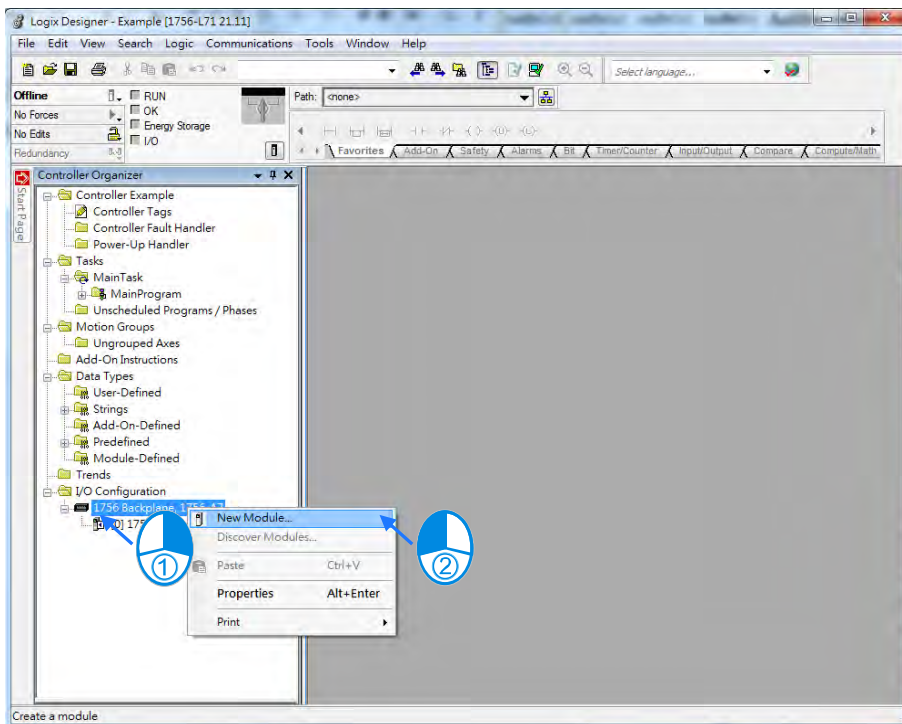 Logix Designer - Example [1756-L71 21.11]
File Edit View Search Logic Communications Tools Window Help
Select language...
Offline
RUN
Path: <none>
No Forces
OK
Energy Storage
No Edits
I/O
Redundancy
Favorites Add-On Safety Alarms Bit Timer/Counter Input/Output Compare Compute/Math
Start Page
Controller Organizer
Controller Example
Controller Tags
Controller Fault Handler
Power-Up Handler
Tasks
MainTask
MainProgram
Unscheduled Programs / Phases
Motion Groups
Ungrouped Axes
Add-On Instructions
Data Types
User-Defined
Strings
Add-On-Defined
Predefined
Module-Defined
Trends
I/O Configuration
1756 Backplane, 1756-A7
New Module...
Discover Modules...
Paste Ctrl+V
Properties Alt+Enter
Print
①
②
Create a module